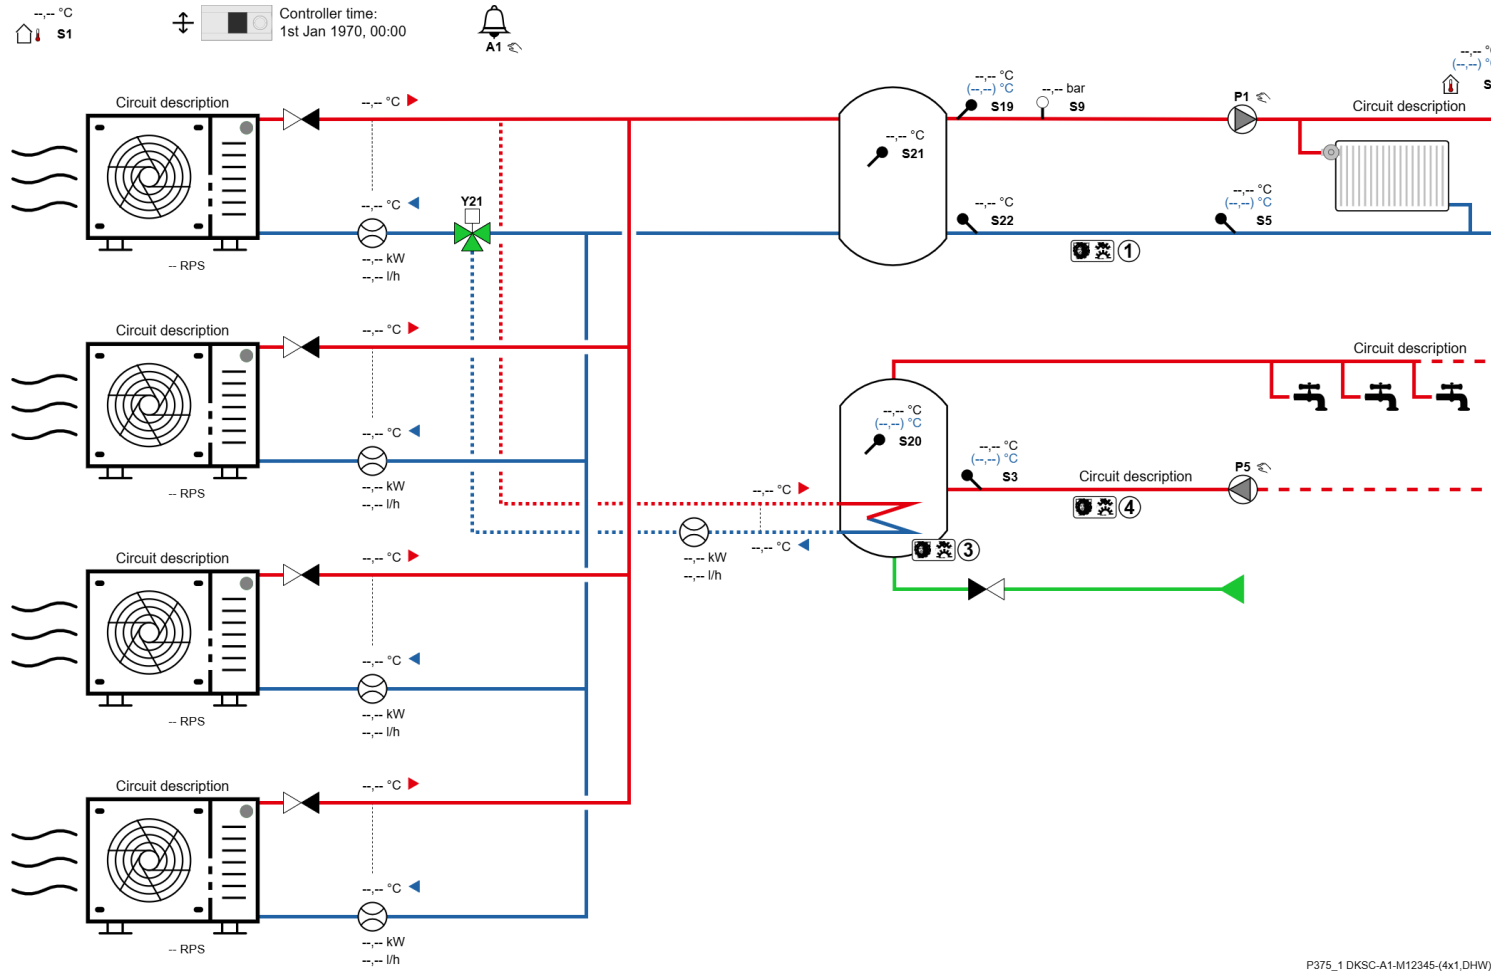 --,-- °C
S1
Controller time:
1st Jan 1970, 00:00
A1
--,-- °C
(--,--) °C
S
Circuit description
--,-- °C
--,-- °C
(--,--) °C
S19
--,-- bar
S9
P1
Circuit description
--,-- °C
S21
--,-- °C
Y21
--,-- °C
S22
--,-- °C
(--,--) °C
S5
1
--,-- kW
--,-- l/h
-- RPS
Circuit description
--,-- °C
Circuit description
--,-- °C
(--,--) °C
S20
--,-- °C
--,-- °C
(--,--) °C
S3
Circuit description
P5
4
--,-- kW
--,-- l/h
-- RPS
--,-- °C
--,-- °C
3
--,-- kW
--,-- l/h
Circuit description
--,-- °C
--,-- °C
--,-- kW
--,-- l/h
-- RPS
Circuit description
--,-- °C
--,-- °C
--,-- kW
--,-- l/h
-- RPS
P375_1 DKSC-A1-M12345-(4x1,DHW)